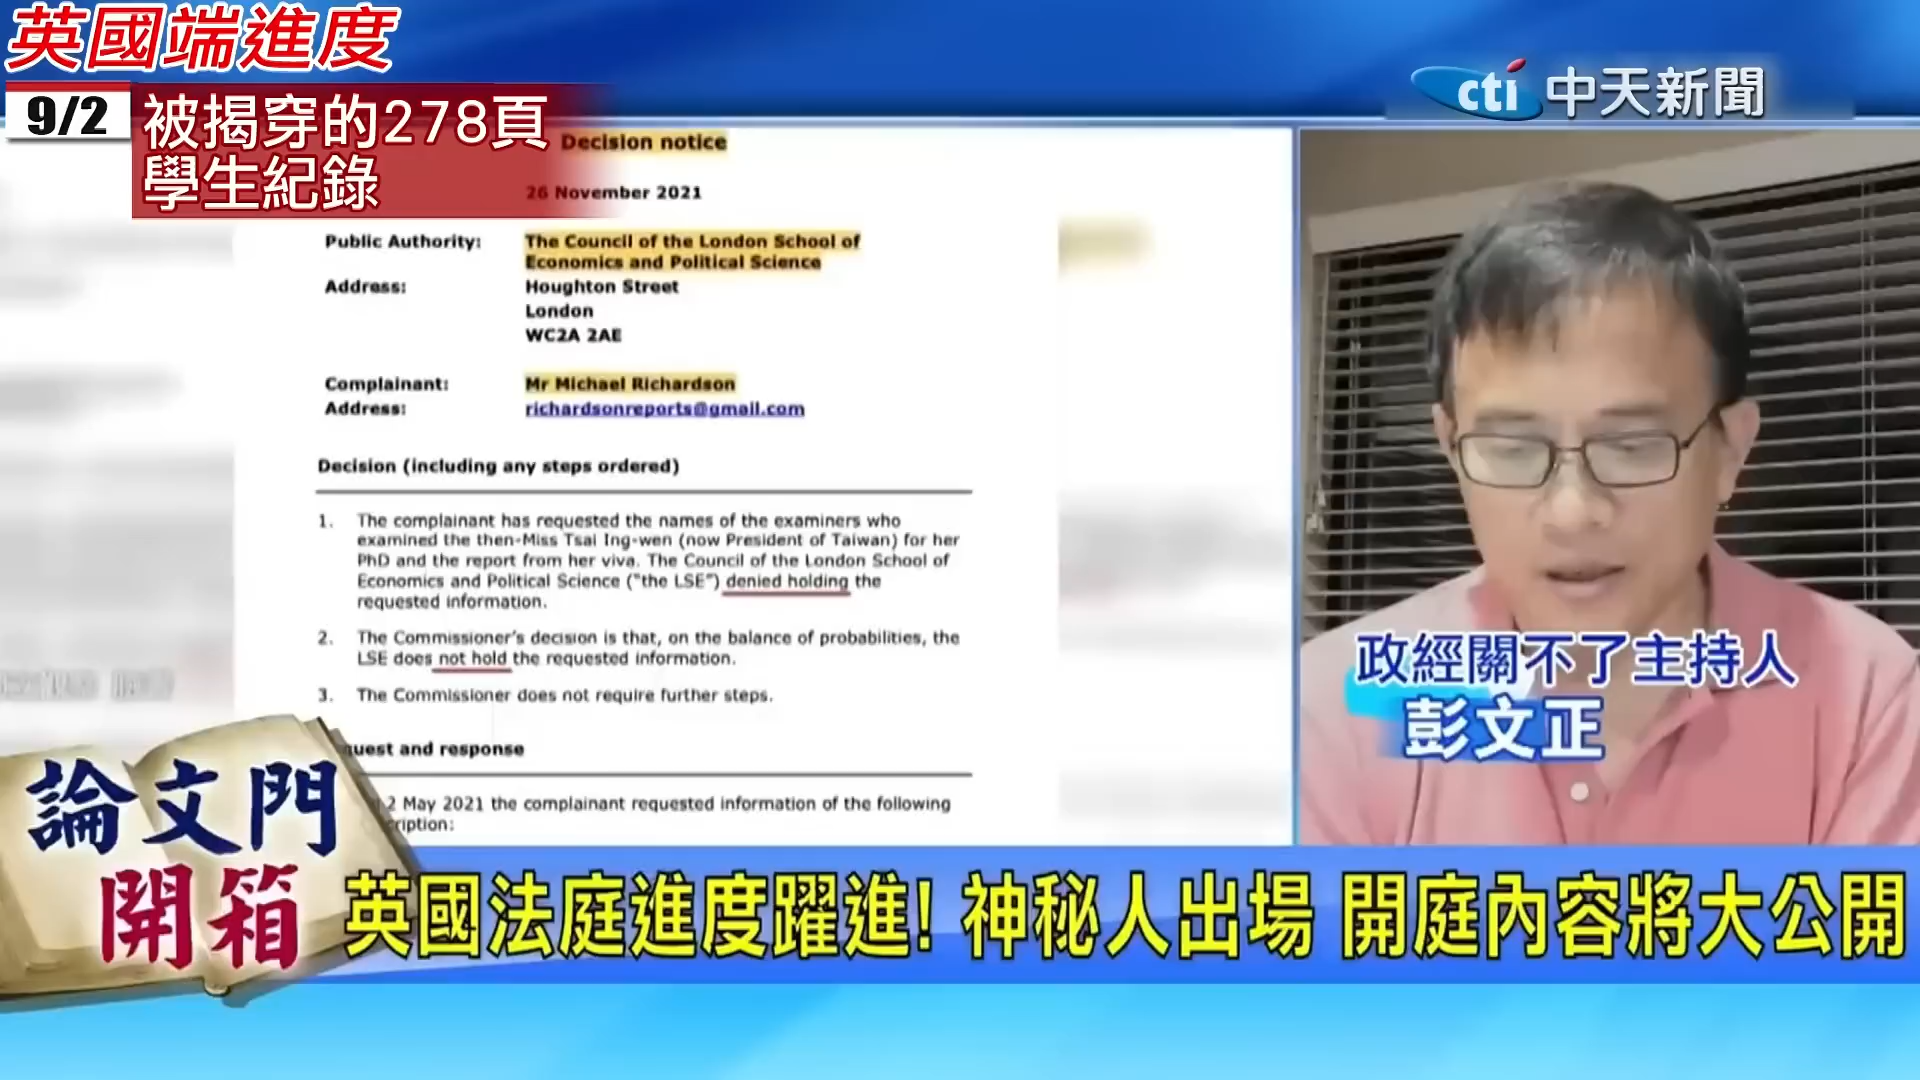 英國端進度
9/2
被揭穿的278頁
學生紀錄
cti 中天新聞
Decision notice
26 November 2021
Public Authority: The Council of the London School of
Economics and Political Science
Address: Houghton Street
London
WC2A 2AE
Complainant: Mr Michael Richardson
Address: richardsonreports@gmail.com
Decision (including any steps ordered)
1. The complainant has requested the names of the examiners who
examined the then-Miss Tsai Ing-wen (now President of Taiwan) for her
PhD and the report from her viva. The Council of the London School of
Economics and Political Science ("the LSE") denied holding the
requested information.
2. The Commissioner's decision is that, on the balance of probabilities, the
LSE does not hold the requested information.
3. The Commissioner does not require further steps.
quest and response
2 May 2021 the complainant requested information of the following
ription:
政經關不了主持人
彭文正
論文門
開箱
英國法庭進度躍進! 神秘人出場 開庭內容將大公開